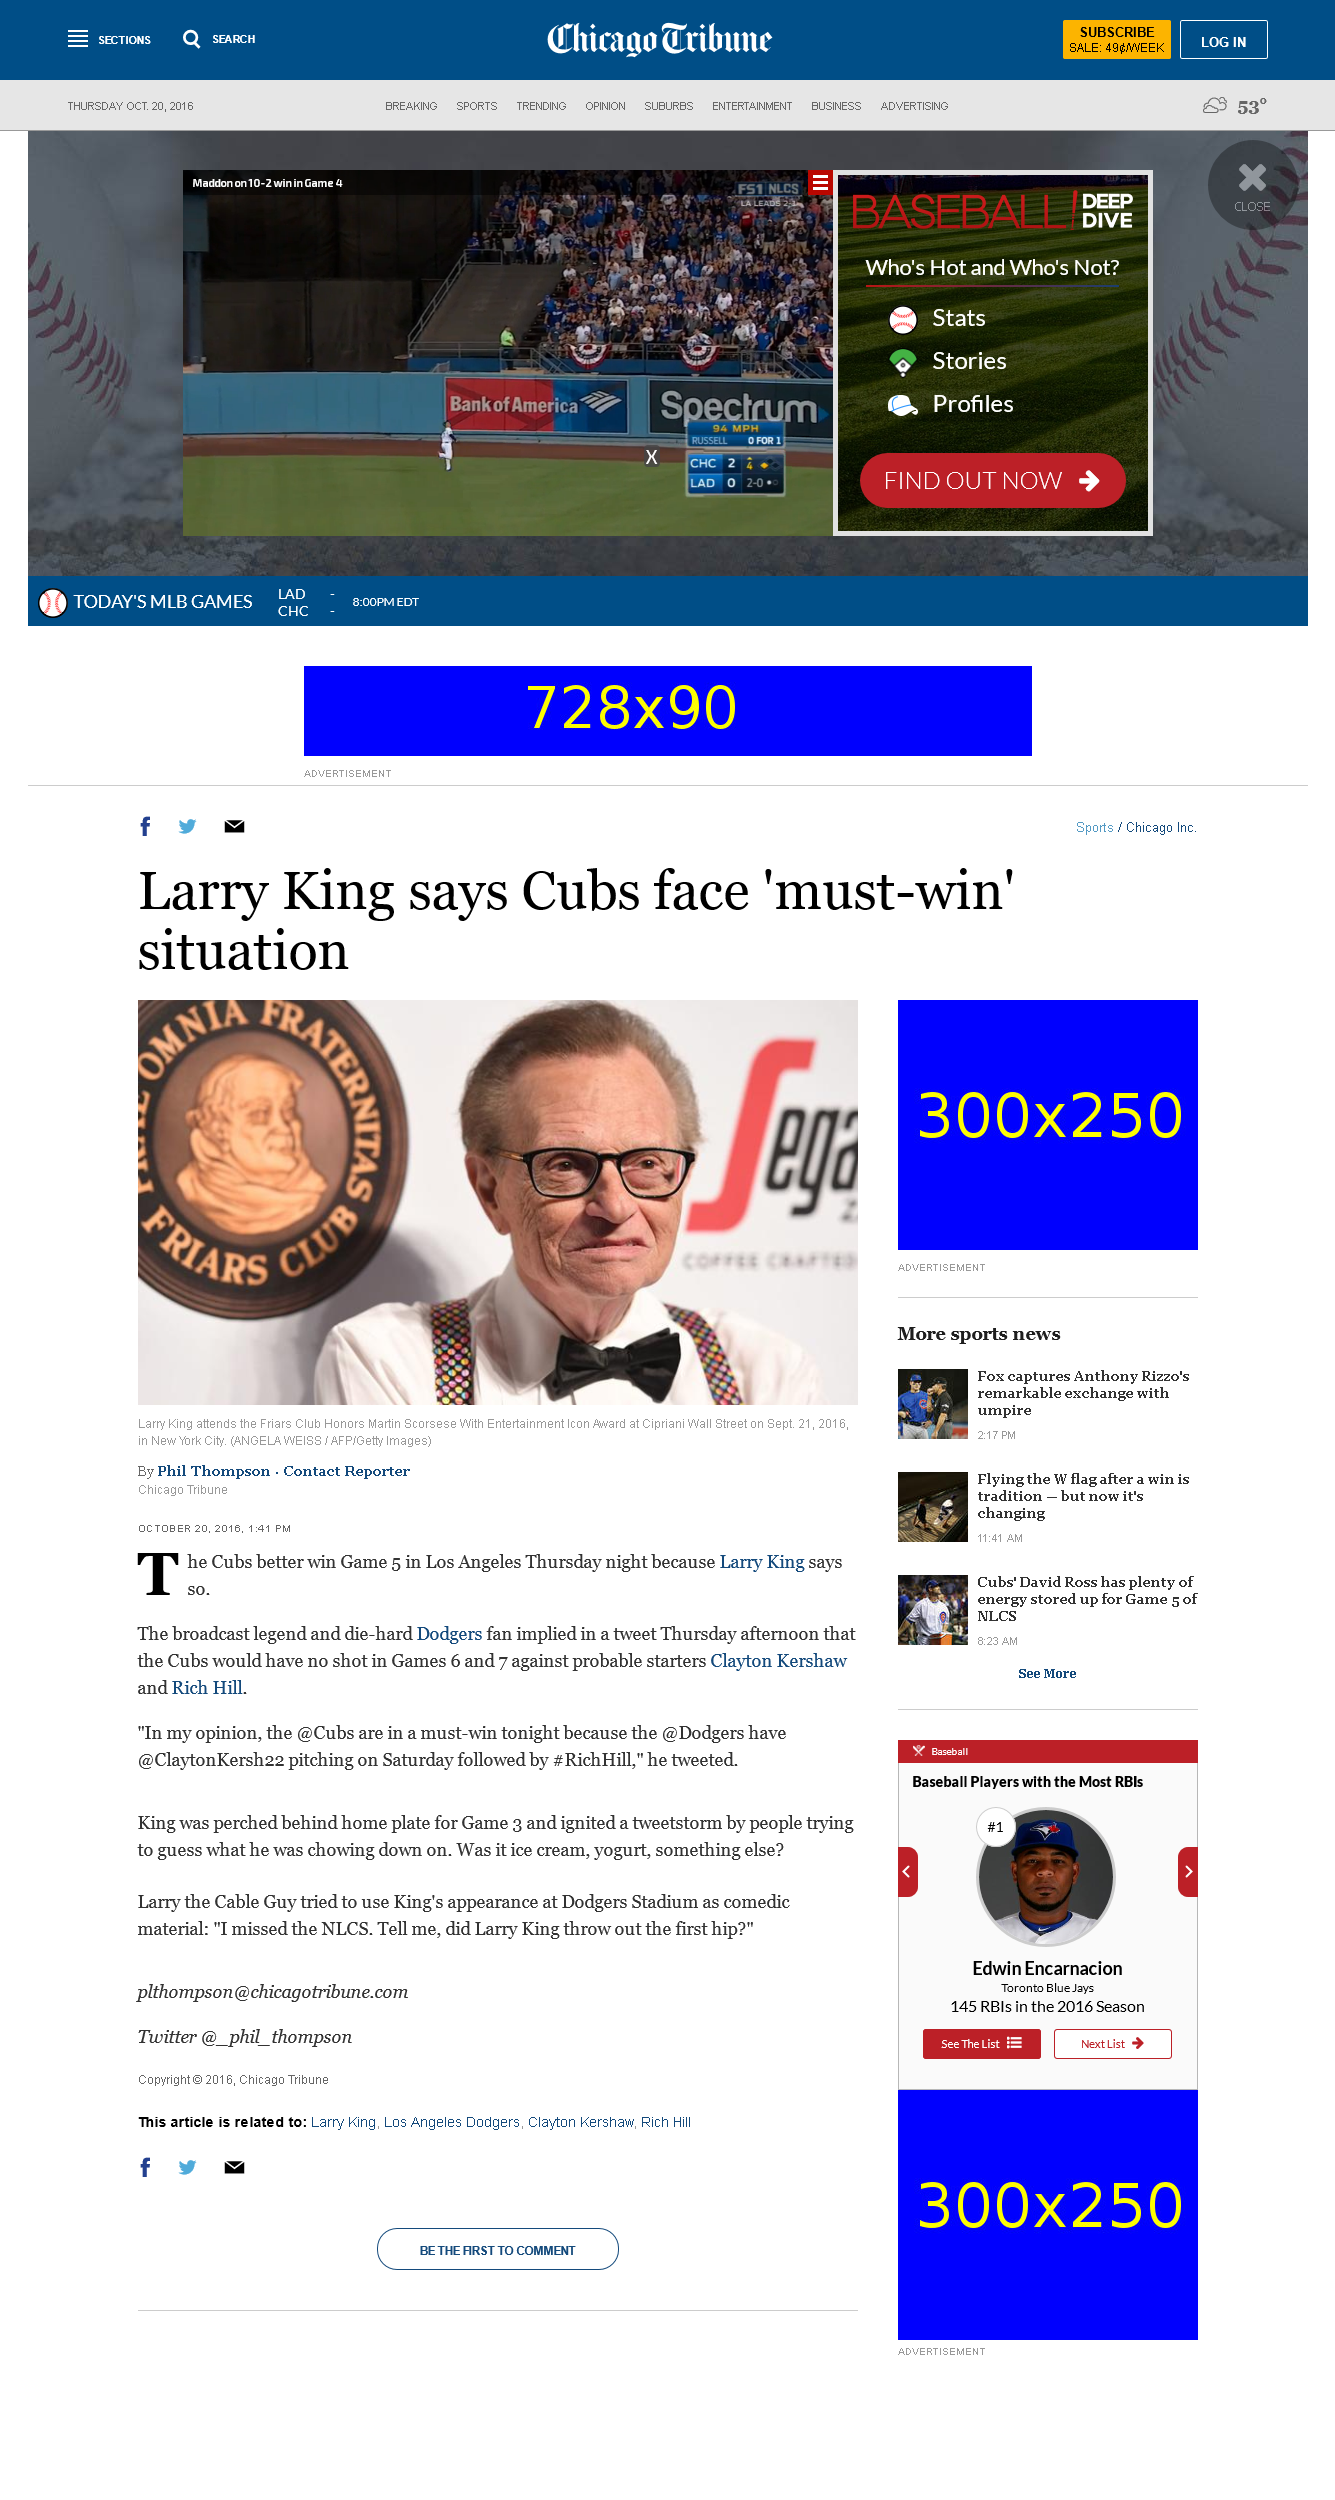 SECTIONS
SEARCH
Chicago Tribune
SUBSCRIBE
SALE: 49¢/WEEK
LOG IN
THURSDAY OCT. 20, 2016
BREAKING SPORTS TRENDING OPINION SUBURBS ENTERTAINMENT BUSINESS ADVERTISING
53°
CLOSE
Maddon on 10-2 win in Game 4
FS1 NLCS
LA LEADS 2-1
Bank of America
Spectrum
94 MPH
RUSSELL 0 FOR 1
CHC 2 4
LAD 0 2-0
X
BASEBALL! DEEP DIVE
Who's Hot and Who's Not?
Stats
Stories
Profiles
FIND OUT NOW
TODAY'S MLB GAMES
LAD -
CHC -
8:00PM EDT
728x90
ADVERTISEMENT
Sports / Chicago Inc.
Larry King says Cubs face 'must-win'
situation
OMNIA FRATERNITAS
FRIARS CLUB
Sega
COFFEE CRAFTED
Larry King attends the Friars Club Honors Martin Scorsese With Entertainment Icon Award at Cipriani Wall Street on Sept. 21, 2016,
in New York City. (ANGELA WEISS / AFP/Getty Images)
By Phil Thompson · Contact Reporter
Chicago Tribune
OCTOBER 20, 2016, 1:41 PM
The Cubs better win Game 5 in Los Angeles Thursday night because Larry King says
so.
The broadcast legend and die-hard Dodgers fan implied in a tweet Thursday afternoon that
the Cubs would have no shot in Games 6 and 7 against probable starters Clayton Kershaw
and Rich Hill.
"In my opinion, the @Cubs are in a must-win tonight because the @Dodgers have
@ClaytonKersh22 pitching on Saturday followed by #RichHill," he tweeted.
King was perched behind home plate for Game 3 and ignited a tweetstorm by people trying
to guess what he was chowing down on. Was it ice cream, yogurt, something else?
Larry the Cable Guy tried to use King's appearance at Dodgers Stadium as comedic
material: "I missed the NLCS. Tell me, did Larry King throw out the first hip?"
plthompson@chicagotribune.com
Twitter @_phil_thompson
Copyright © 2016, Chicago Tribune
This article is related to: Larry King, Los Angeles Dodgers, Clayton Kershaw, Rich Hill
BE THE FIRST TO COMMENT
300x250
ADVERTISEMENT
More sports news
Fox captures Anthony Rizzo's
remarkable exchange with
umpire
2:17 PM
Flying the W flag after a win is
tradition — but now it's
changing
11:41 AM
Cubs' David Ross has plenty of
energy stored up for Game 5 of
NLCS
8:23 AM
See More
Baseball
Baseball Players with the Most RBIs
#1
Edwin Encarnacion
Toronto Blue Jays
145 RBIs in the 2016 Season
See The List
Next List
300x250
ADVERTISEMENT